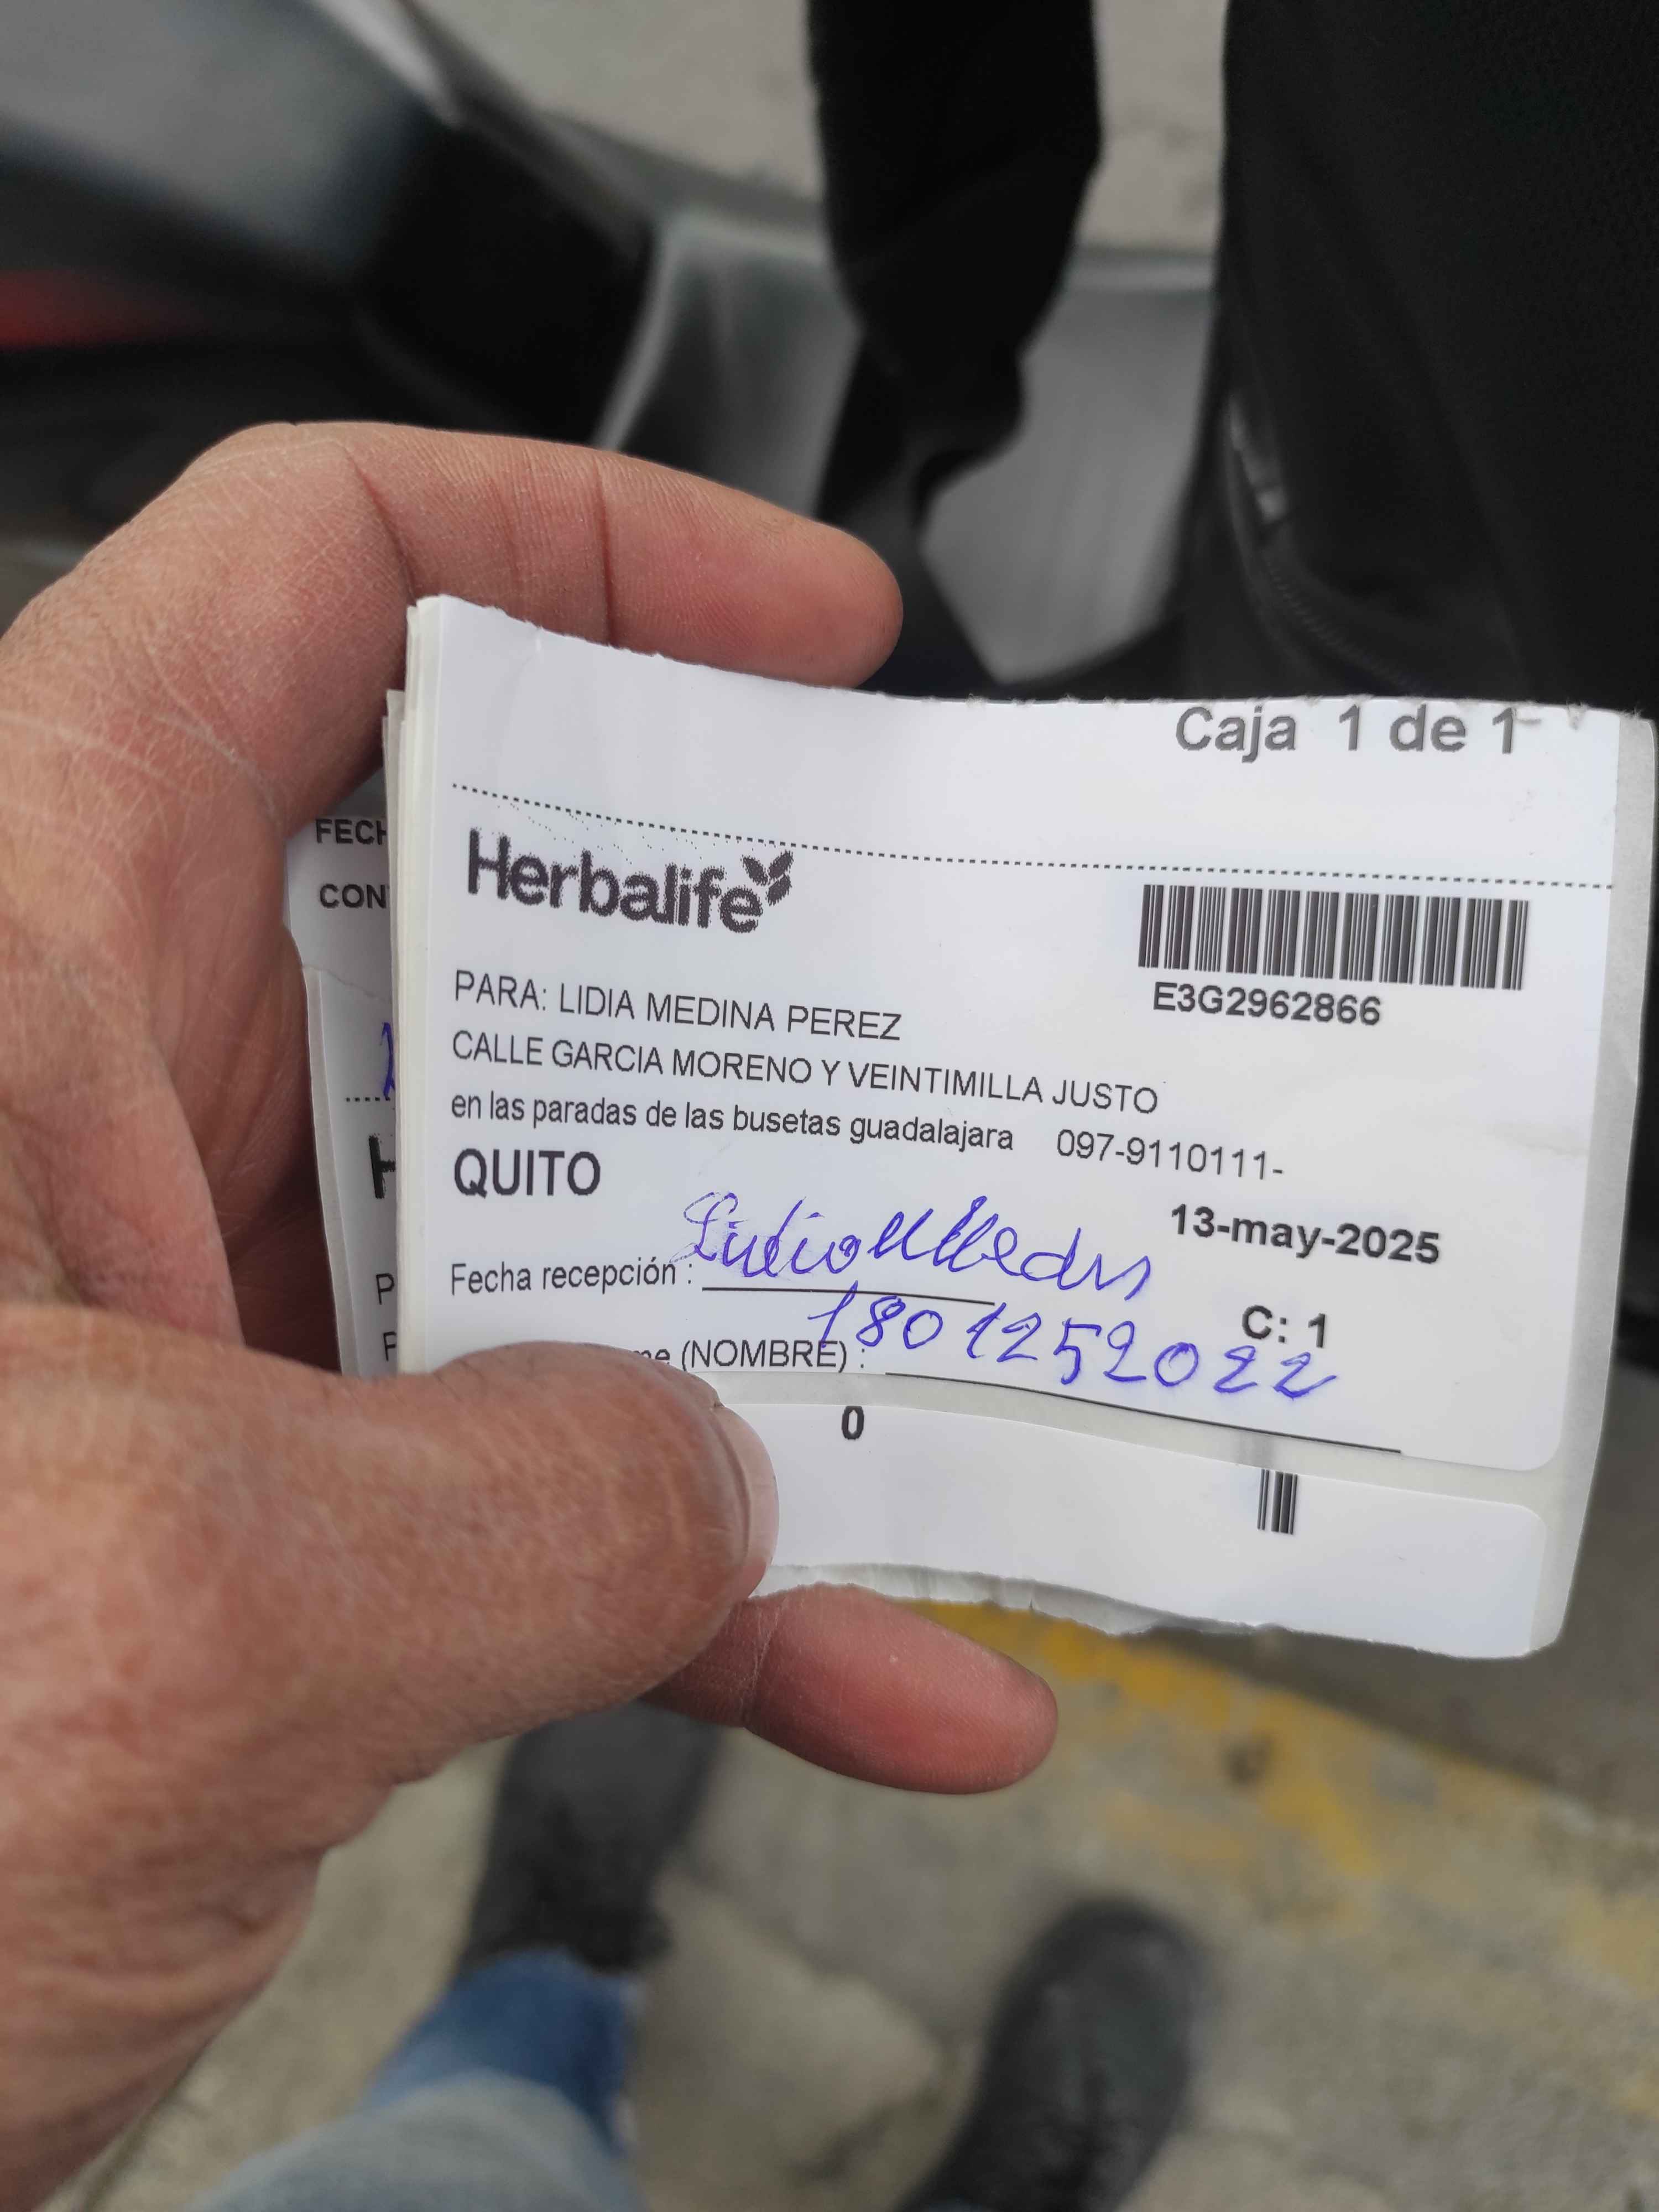 Caja 1 de 1
FECH
CON
Herbalife
E3G2962866
PARA: LIDIA MEDINA PEREZ
CALLE GARCIA MORENO Y VEINTIMILLA JUSTO
en las paradas de las busetas guadalajara 097-9110111-
QUITO
13-may-2025
Fecha recepción :
C: 1
(NOMBRE) :
1801252022
0